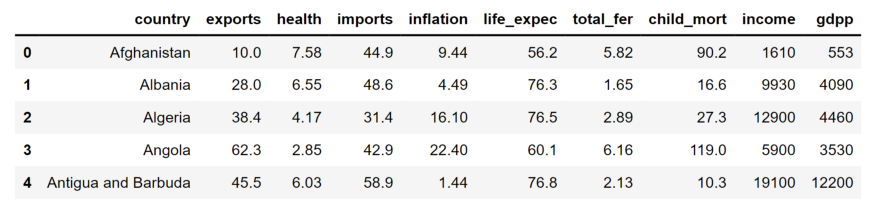 country exports health imports inflation life_expec total_fer child_mort income gdpp
0 Afghanistan 10.0 7.58 44.9 9.44 56.2 5.82 90.2 1610 553
1 Albania 28.0 6.55 48.6 4.49 76.3 1.65 16.6 9930 4090
2 Algeria 38.4 4.17 31.4 16.10 76.5 2.89 27.3 12900 4460
3 Angola 62.3 2.85 42.9 22.40 60.1 6.16 119.0 5900 3530
4 Antigua and Barbuda 45.5 6.03 58.9 1.44 76.8 2.13 10.3 19100 12200